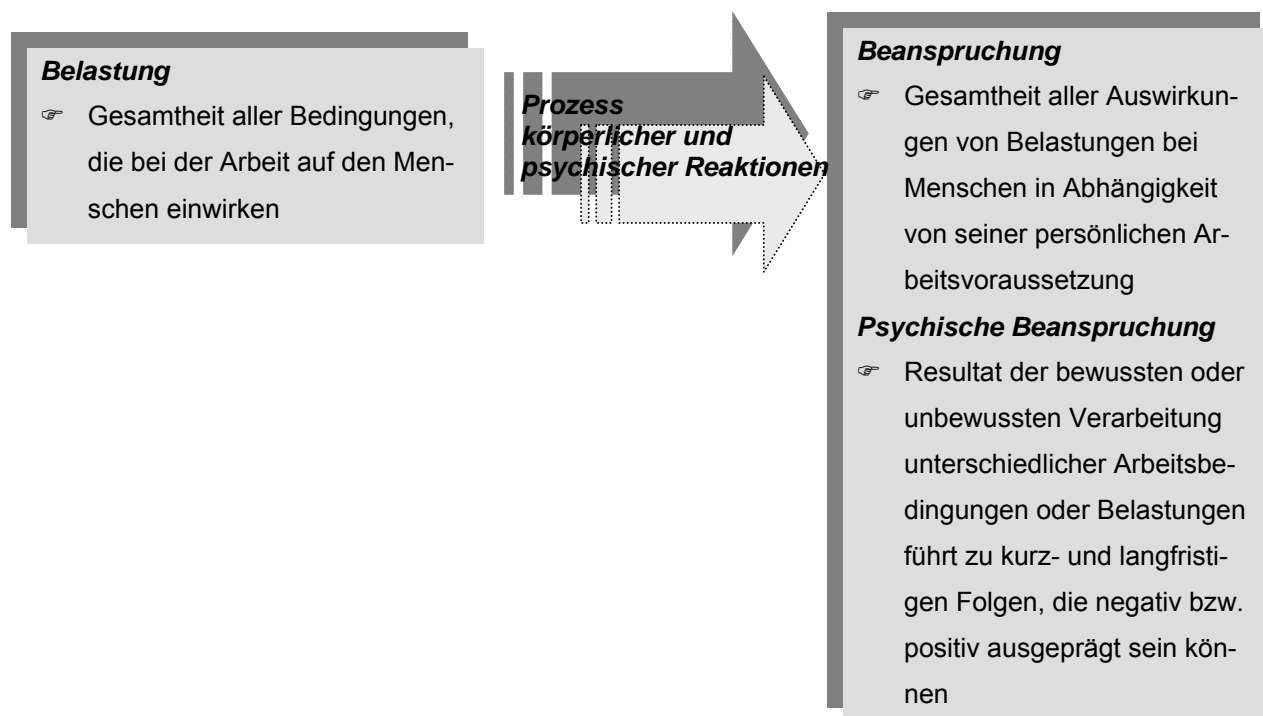 Belastung
☞ Gesamtheit aller Bedingungen,
die bei der Arbeit auf den Men-
schen einwirken
Prozess
körperlicher und
psychischer Reaktionen
Beanspruchung
☞ Gesamtheit aller Auswirkun-
gen von Belastungen bei
Menschen in Abhängigkeit
von seiner persönlichen Ar-
beitsvoraussetzung
Psychische Beanspruchung
☞ Resultat der bewussten oder
unbewussten Verarbeitung
unterschiedlicher Arbeitsbe-
dingungen oder Belastungen
führt zu kurz- und langfristi-
gen Folgen, die negativ bzw.
positiv ausgeprägt sein kön-
nen